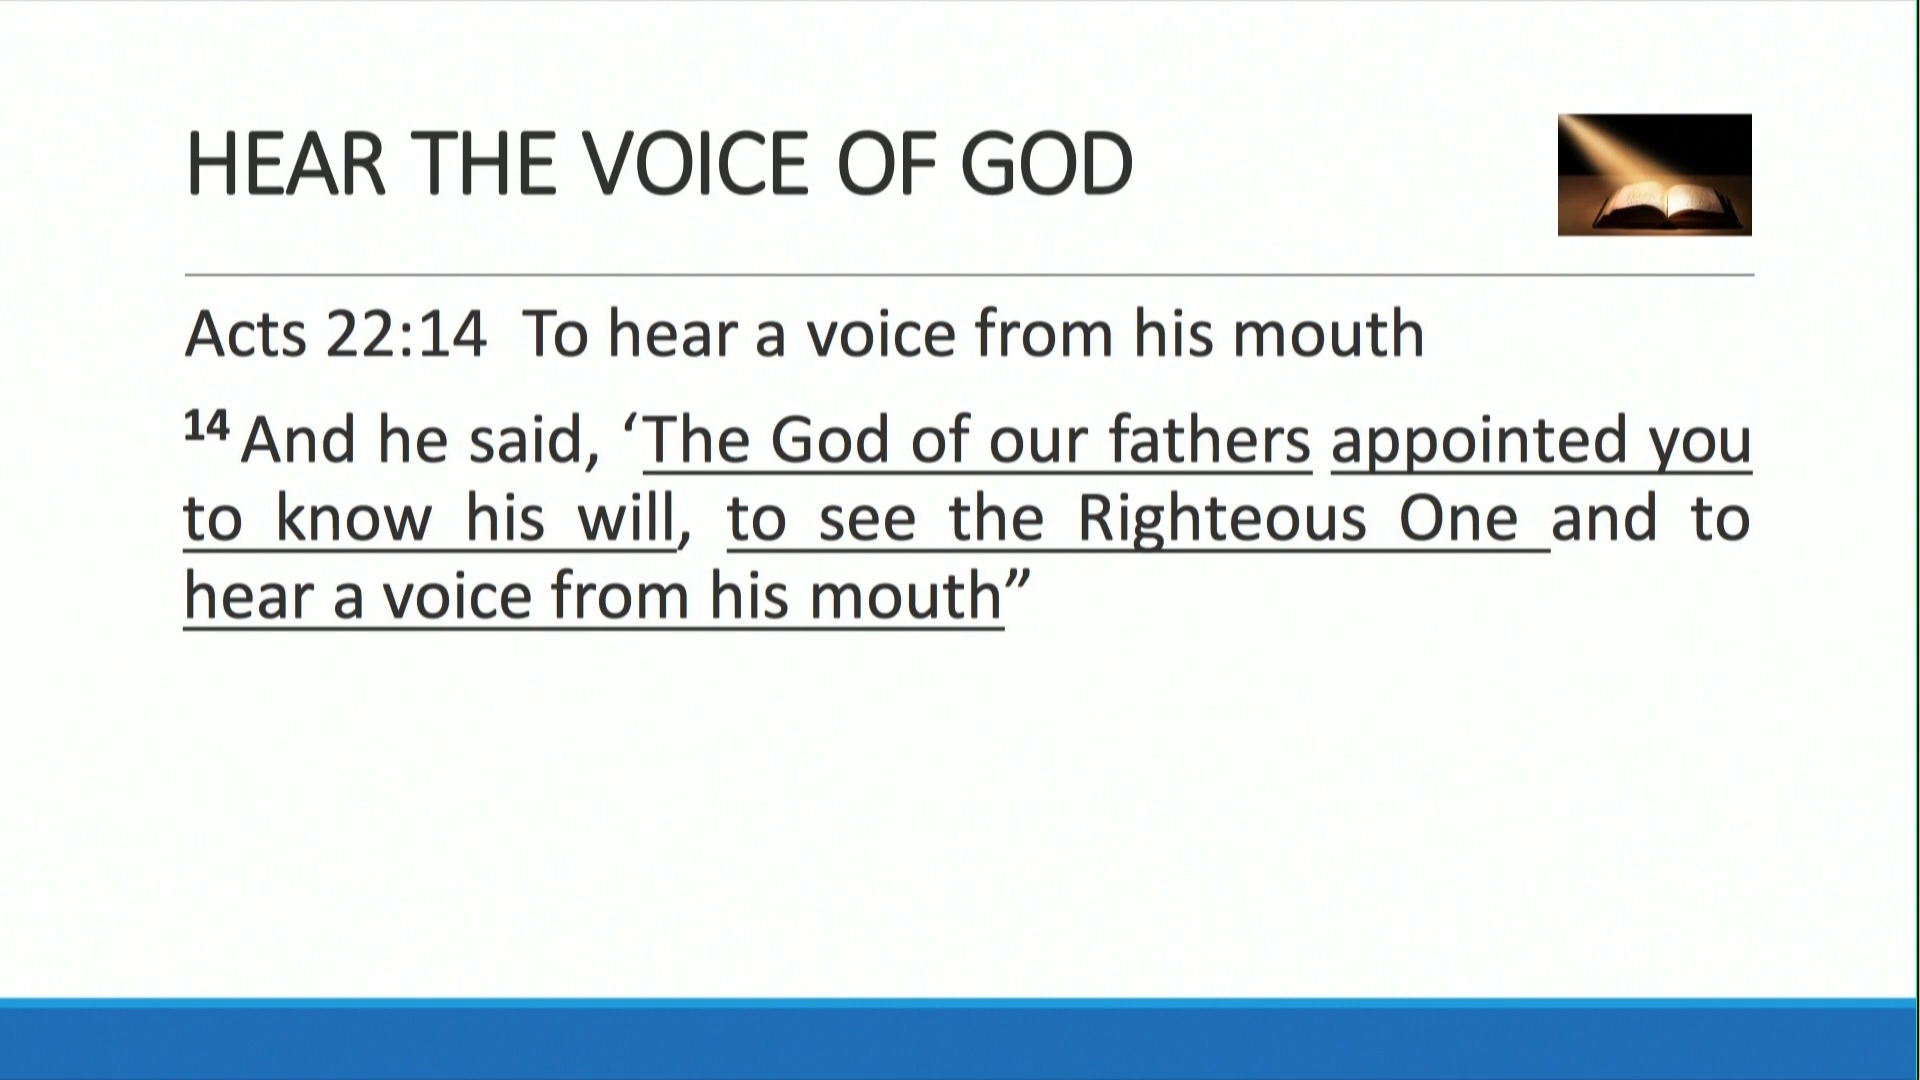 HEAR THE VOICE OF GOD
Acts 22:14  To hear a voice from his mouth
14 And he said, ‘The God of our fathers appointed you
to know his will, to see the Righteous One and to
hear a voice from his mouth”